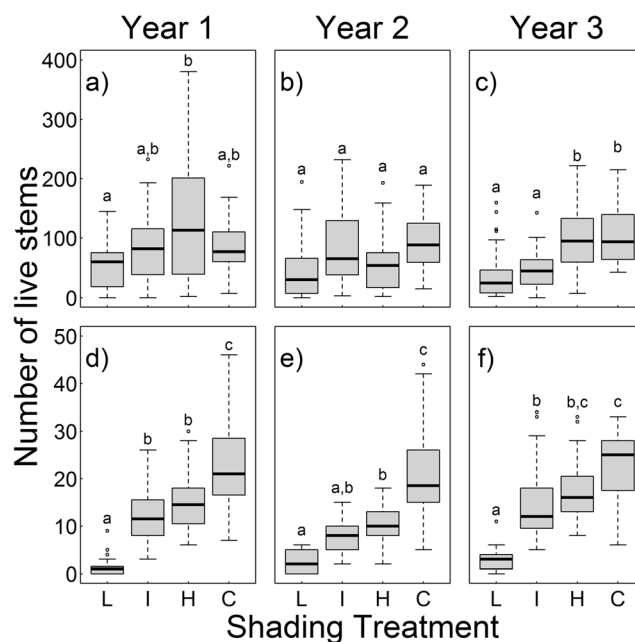 Year 1 Year 2 Year 3
Number of live stems
400
300
200
100
0
a) a a,b b a,b
b) a a a a
c) a a b b
50
40
30
20
10
0
d) a b b c
e) a a,b b c
f) a b b,c c
L I H C L I H C L I H C
Shading Treatment